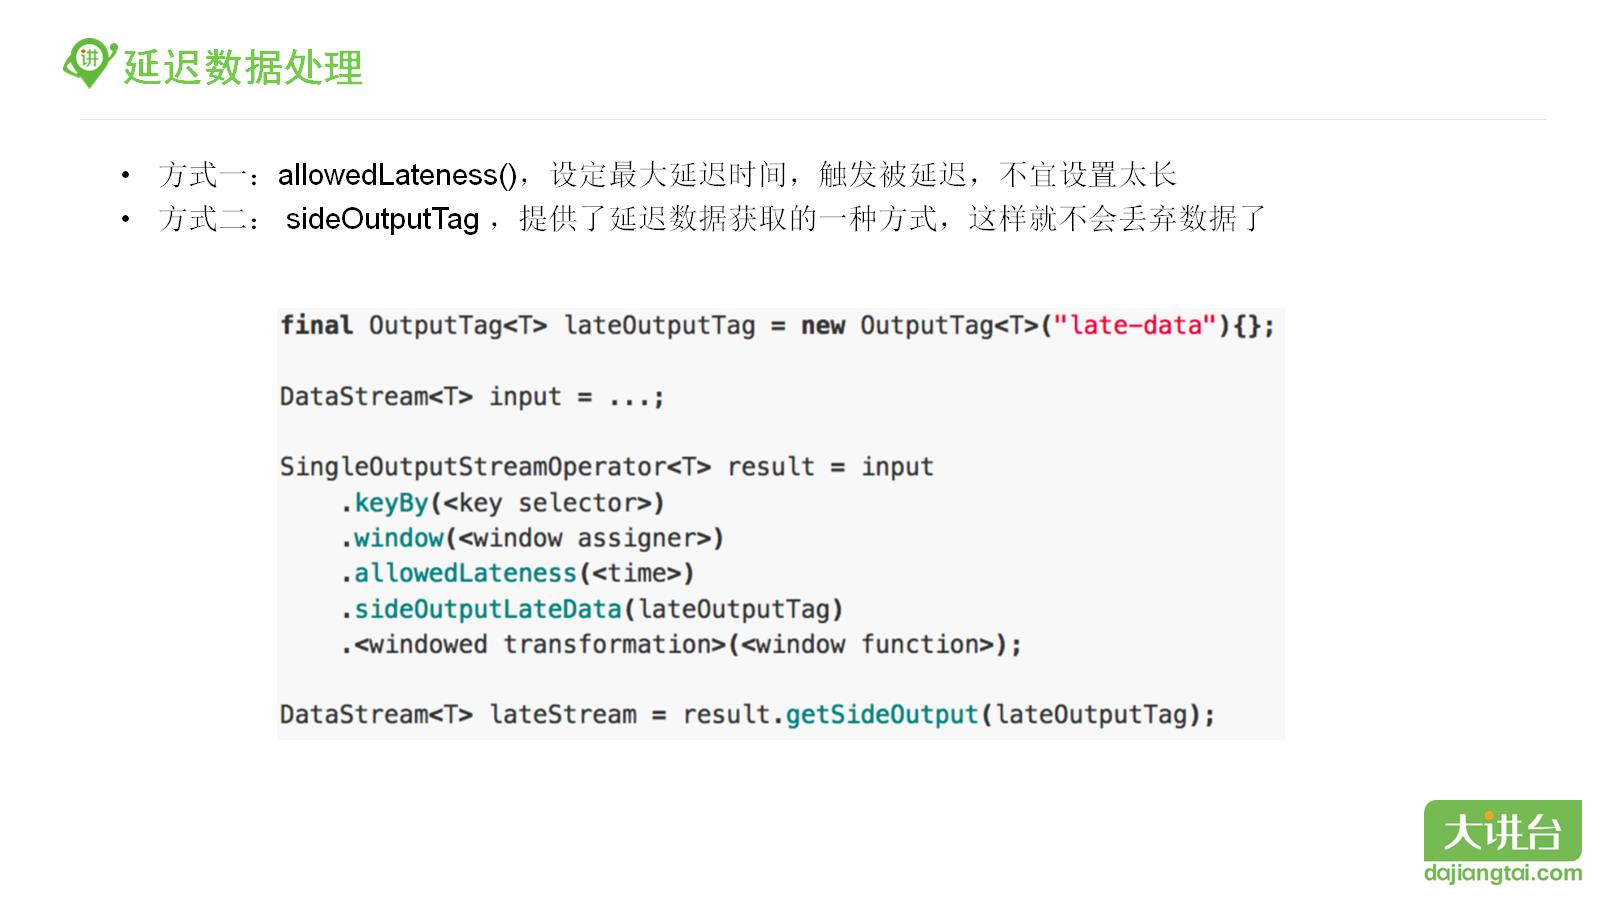 讲
延迟数据处理
• 方式一：allowedLateness()，设定最大延迟时间，触发被延迟，不宜设置太长
• 方式二： sideOutputTag ，提供了延迟数据获取的一种方式，这样就不会丢弃数据了
final OutputTag<T> lateOutputTag = new OutputTag<T>("late-data"){};
DataStream<T> input = ...;
SingleOutputStreamOperator<T> result = input
    .keyBy(<key selector>)
    .window(<window assigner>)
    .allowedLateness(<time>)
    .sideOutputLateData(lateOutputTag)
    .<windowed transformation>(<window function>);
DataStream<T> lateStream = result.getSideOutput(lateOutputTag);
大讲台
dajiangtai.com